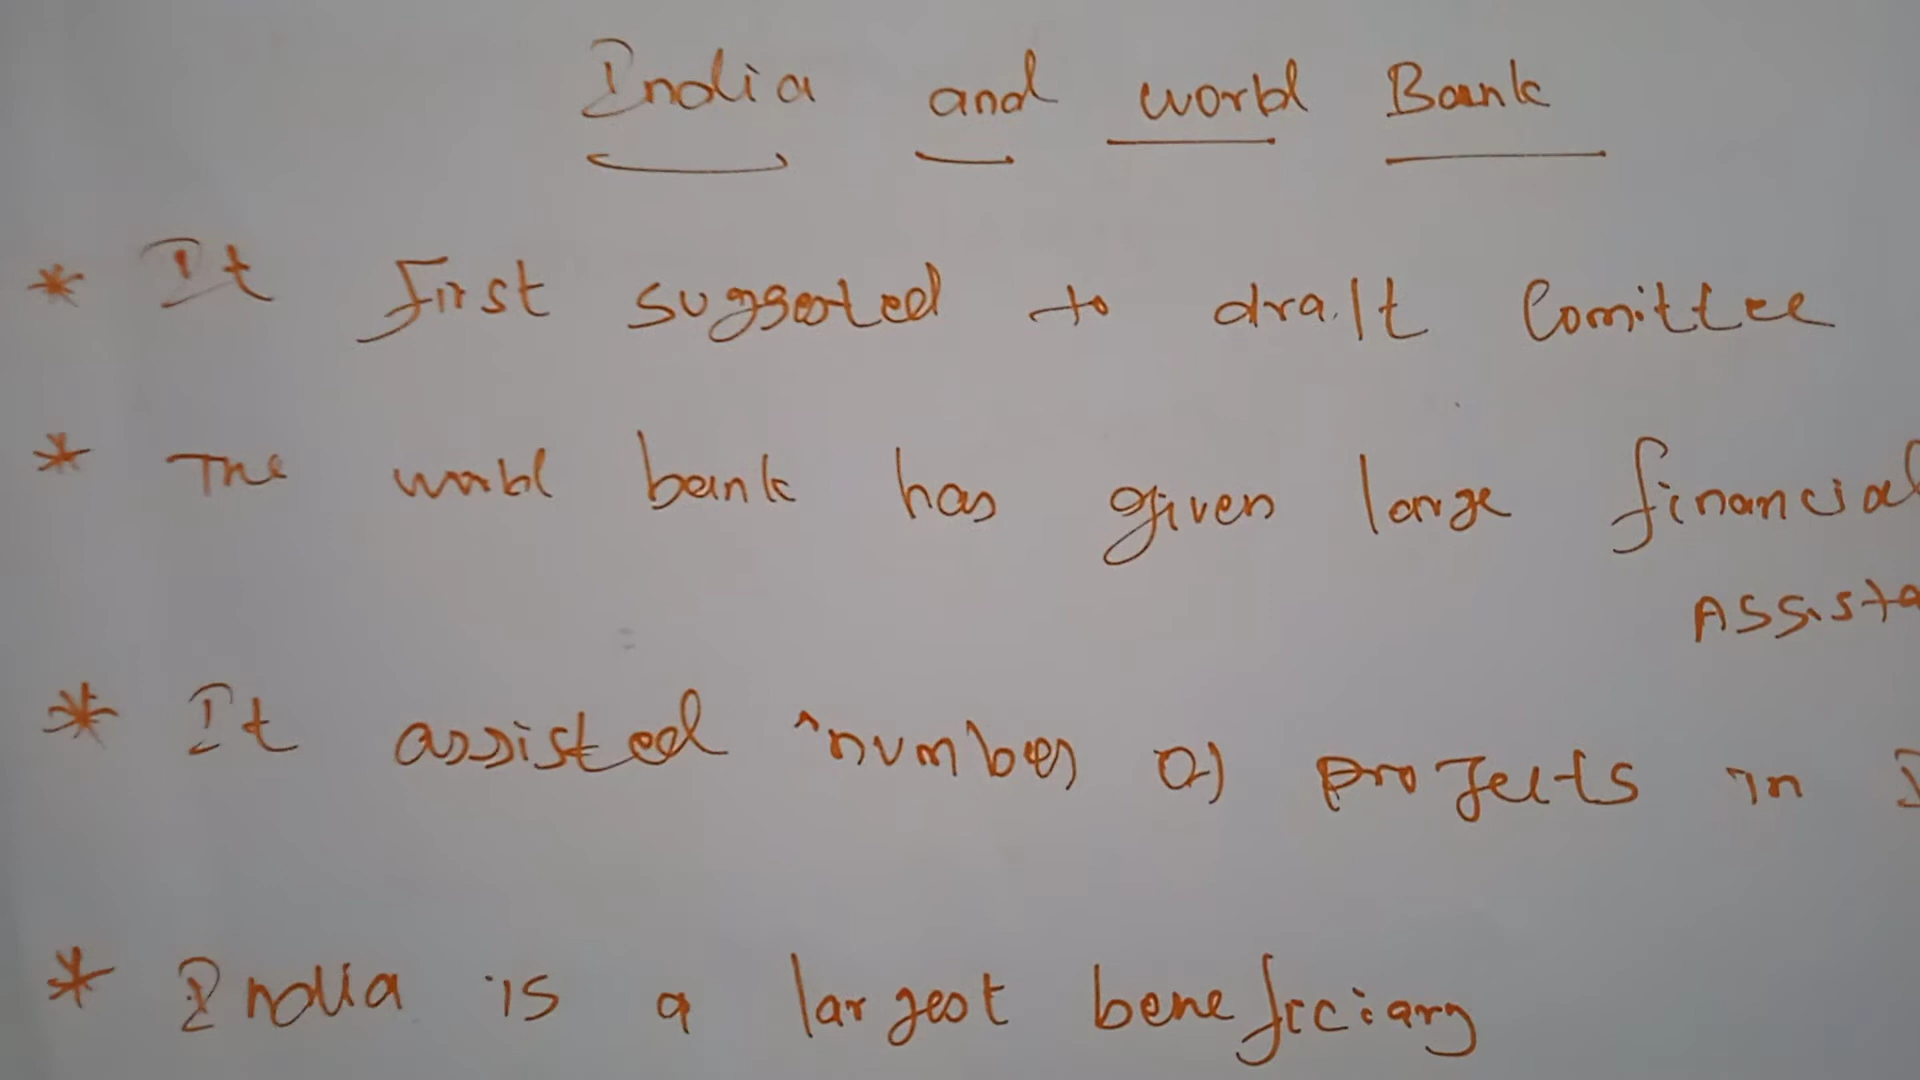 India and world Bank
* It first suggested to draft Comittee
* The world bank has given large financial
Assista
* It assisted number of projects in I
* India is a largest beneficiary